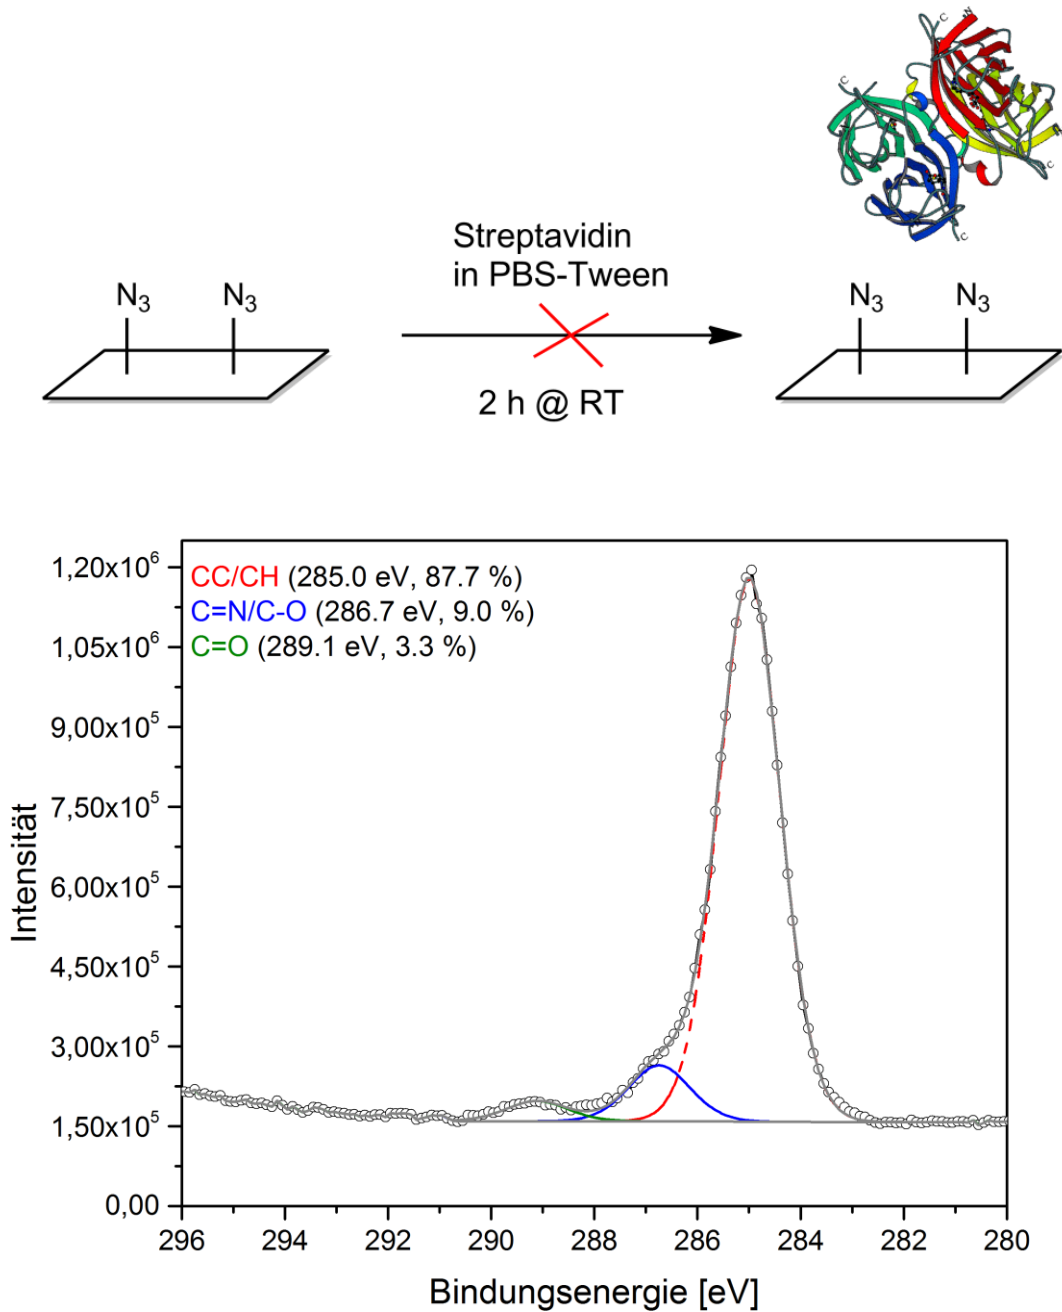 C
N
C
N
C
C
Streptavidin
in PBS-Tween
N₃ N₃ N₃ N₃
2 h @ RT
CC/CH (285.0 eV, 87.7 %)
C=N/C-O (286.7 eV, 9.0 %)
C=O (289.1 eV, 3.3 %)
1,20x10⁶
1,05x10⁶
9,00x10⁵
7,50x10⁵
6,00x10⁵
4,50x10⁵
3,00x10⁵
1,50x10⁵
0,00
Intensität
296 294 292 290 288 286 284 282 280
Bindungsenergie [eV]